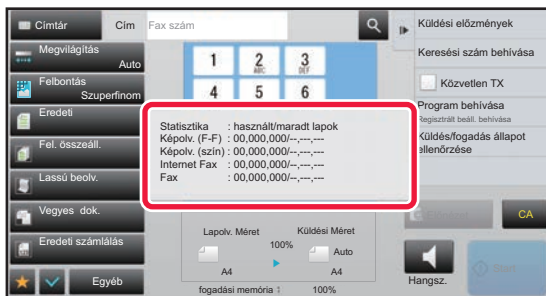 Címtár
Cím
Fax szám
Küldési előzmények
Megvilágítás
Auto
Keresési szám behívása
Felbontás
Szuperfinom
Közvetlen TX
1
2
ABC
3
DEF
4
5
6
Eredeti
Program behívása
Regisztrált beáll. behívása
Küldés/fogadás állapot
ellenőrzése
Statisztika : használt/maradt lapok
Képolv. (F-F) : 00,000,000/--,---,---
Képolv. (szín) : 00,000,000/--,---,---
Internet Fax : 00,000,000/--,---,---
Fax : 00,000,000/--,---,---
Fel. összeáll.
Lassú beolv.
Vegyes dok.
CA
Lapolv. Méret
Küldési Méret
100%
Auto
A4
A4
Eredeti számlálás
Egyéb
fogadási memória : 100%
Hangsz.
Start